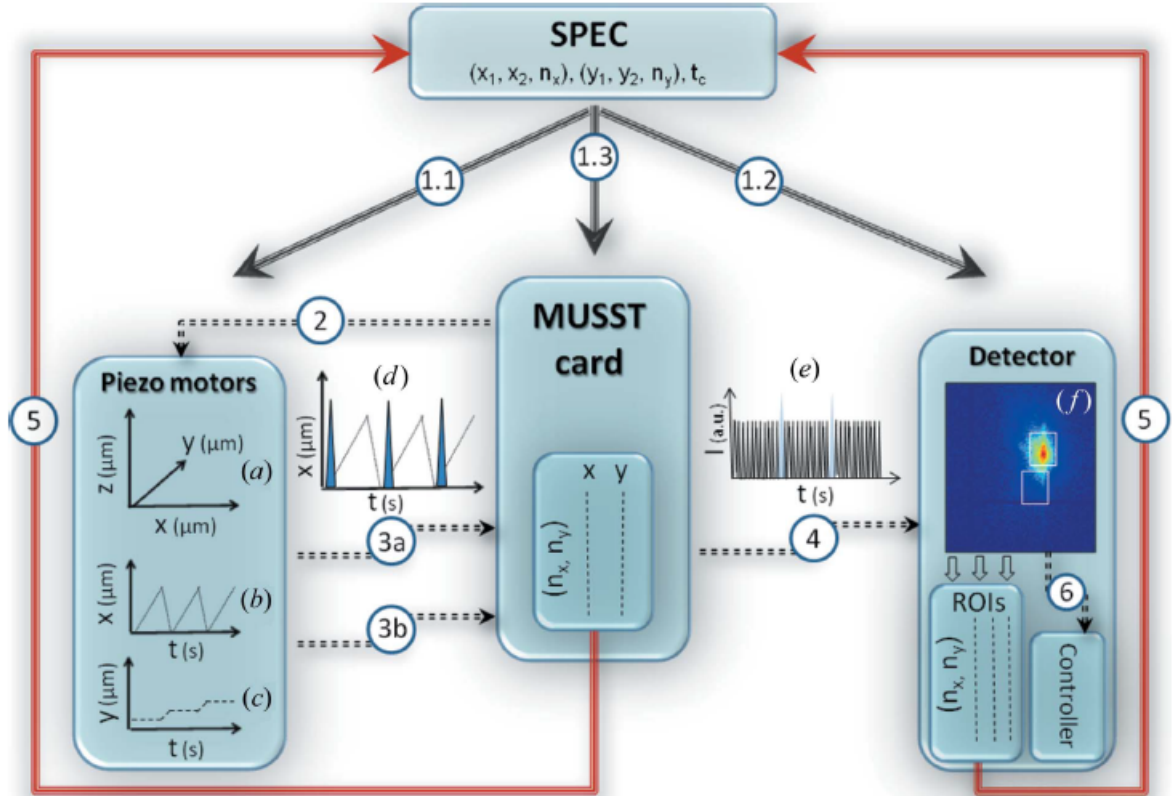 SPEC
(x1, x2, nx), (y1, y2, ny), tc
1.1
1.3
1.2
2
MUSST
card
Piezo motors
z (μm)
y (μm)
(a)
x (μm)
x (μm)
(b)
t (s)
y (μm)
(c)
t (s)
5
(d)
x (μm)
t (s)
3a
3b
x y
(nx, ny)
(e)
I (a.u.)
t (s)
4
Detector
(f)
5
ROIs
6
(nx, ny)
Controller